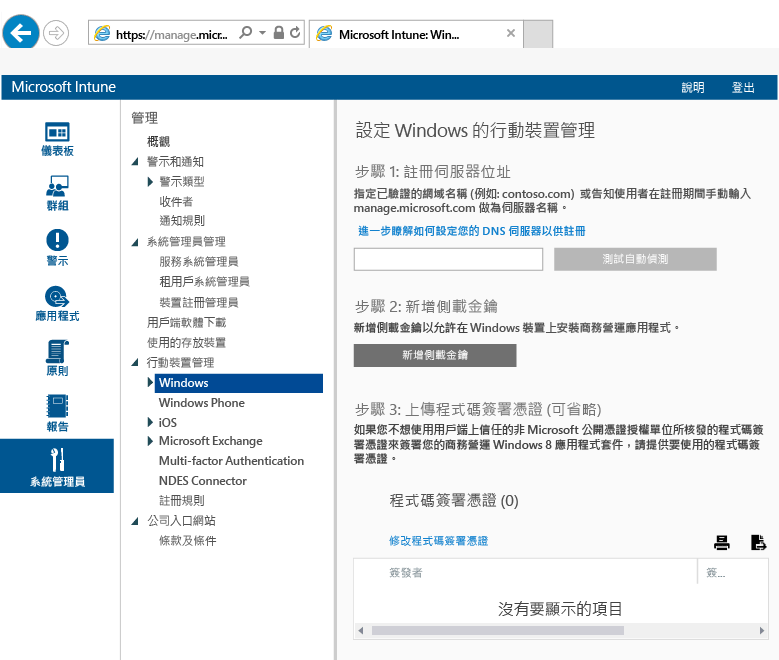 https://manage.micr...
Microsoft Intune: Win...
Microsoft Intune
說明
登出
儀表板
群組
警示
應用程式
原則
報告
系統管理員
管理
概觀
警示和通知
警示類型
收件者
通知規則
系統管理員管理
服務系統管理員
租用戶系統管理員
裝置註冊管理員
用戶端軟體下載
使用的存放裝置
行動裝置管理
Windows
Windows Phone
iOS
Microsoft Exchange
Multi-factor Authentication
NDES Connector
註冊規則
公司入口網站
條款及條件
設定 Windows 的行動裝置管理
步驟 1: 註冊伺服器位址
指定已驗證的網域名稱 (例如: contoso.com) 或告知使用者在註冊期間手動輸入
manage.microsoft.com 做為伺服器名稱。
進一步瞭解如何設定您的 DNS 伺服器以供註冊
測試自動偵測
步驟 2: 新增側載金鑰
新增側載金鑰以允許在 Windows 裝置上安裝商務營運應用程式。
新增側載金鑰
步驟 3: 上傳程式碼簽署憑證 (可省略)
如果您不想使用用戶端上信任的非 Microsoft 公開憑證授權單位所核發的程式碼簽
署憑證來簽署您的商務營運 Windows 8 應用程式套件，請提供要使用的程式碼簽
署憑證。
程式碼簽署憑證 (0)
修改程式碼簽署憑證
簽發者
簽...
沒有要顯示的項目